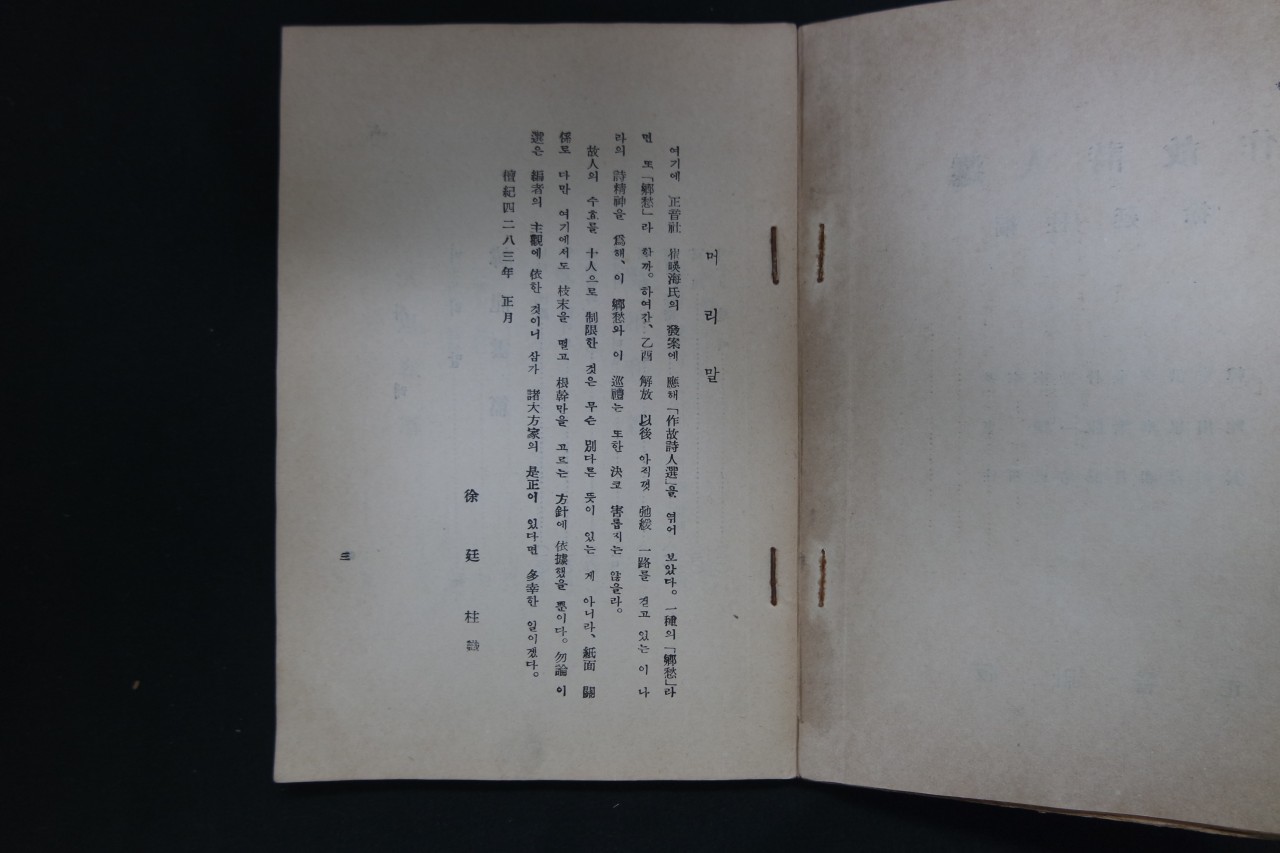 머리말
여기에 正音社 崔暎海氏의 發案에 應해 「作故詩人選」을 엮어 보았다。 一種의 「鄕愁」라
면 또 「鄕愁」라 할까。 하여간、 乙酉 解放 以後 아직껏 弛緩 一路를 걷고 있는 이 나
라의 詩精神을 爲해、 이 鄕愁와 이 巡禮는 또한 決코 害롭지는 않을라。
故人의 수효를 十人으로 制限한 것은 무슨 別다른 뜻이 있는 게 아니라、 紙面 關
係로 다만 여기에서도 枝末을 떨고 根幹만을 고르는 方針에 依據했을 뿐이다。 勿論 이
選은 編者의 主觀에 依한 것이니 삼가 諸大方家의 是正이 있다면 多幸한 일이겠다。
檀紀四二八三年 正月
徐廷柱 識
三